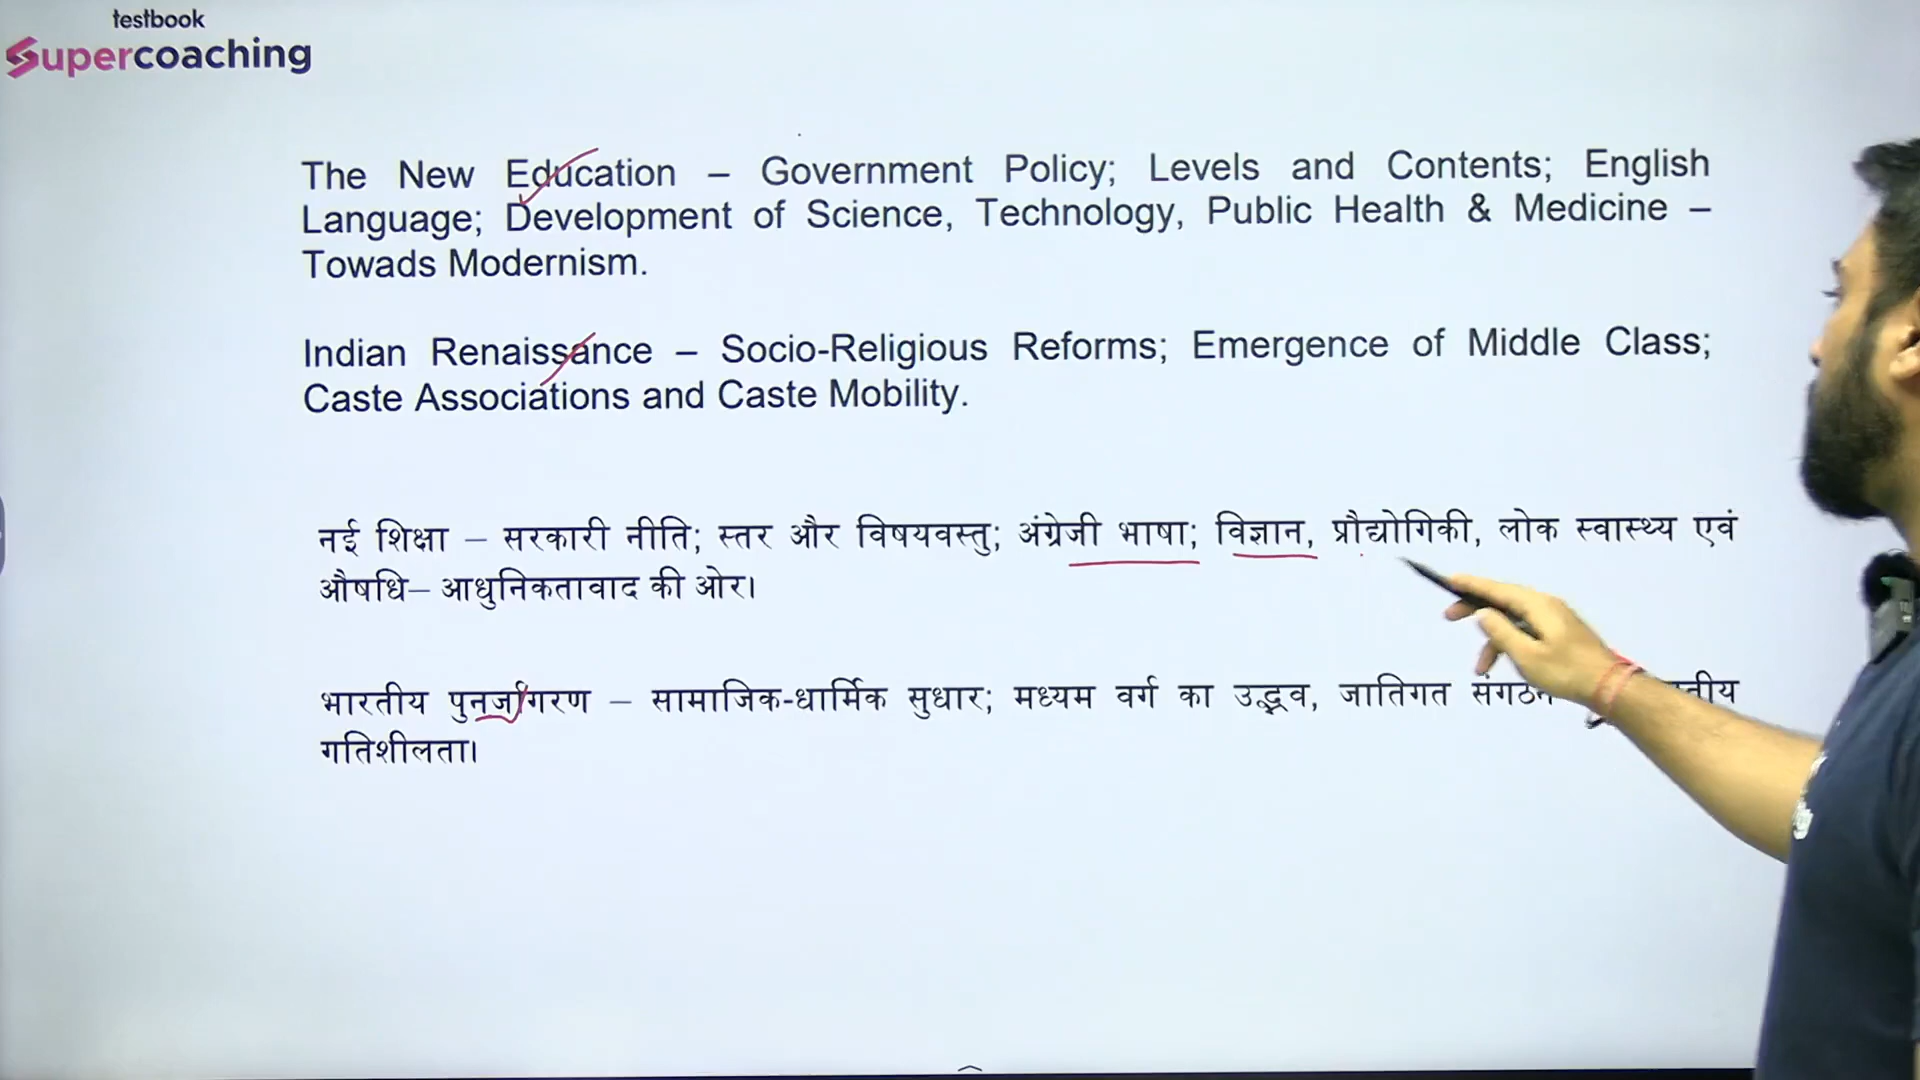 testbook
Supercoaching
The New Education – Government Policy; Levels and Contents; English
Language; Development of Science, Technology, Public Health & Medicine –
Towads Modernism.
Indian Renaissance – Socio-Religious Reforms; Emergence of Middle Class;
Caste Associations and Caste Mobility.
नई शिक्षा – सरकारी नीति; स्तर और विषयवस्तु; अंग्रेजी भाषा; विज्ञान, प्रौद्योगिकी, लोक स्वास्थ्य एवं
औषधि– आधुनिकतावाद की ओर।
भारतीय पुनर्जागरण – सामाजिक-धार्मिक सुधार; मध्यम वर्ग का उद्भव, जातिगत
गतिशीलता।